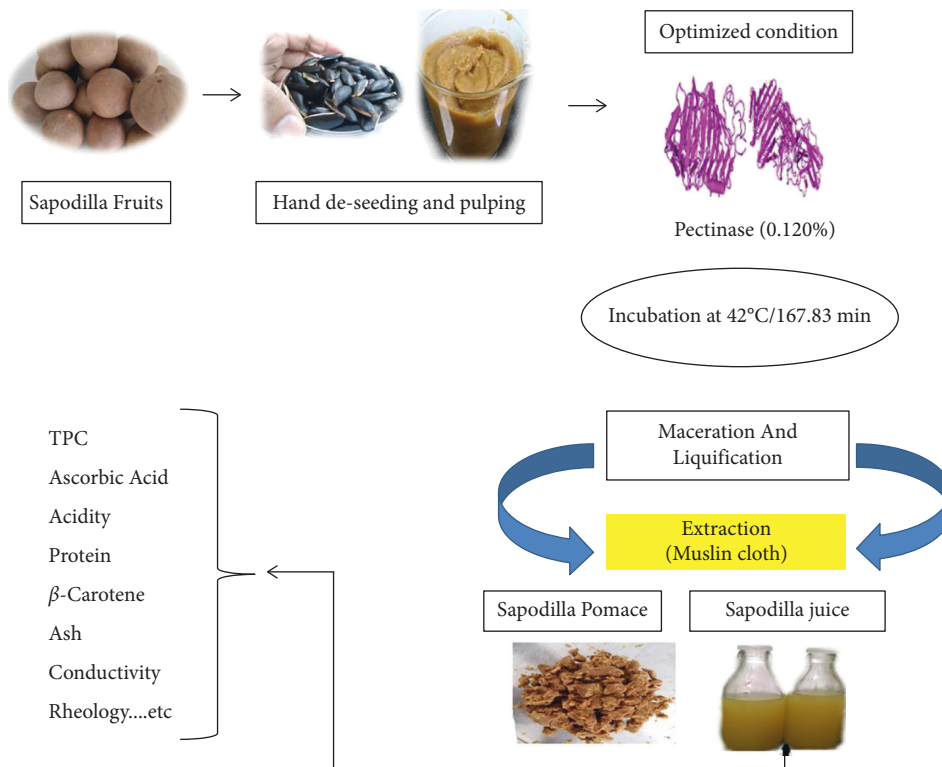 Sapodilla Fruits
Hand de-seeding and pulping
Optimized condition
Pectinase (0.120%)
Incubation at 42°C/167.83 min
Maceration And
Liquification
Extraction
(Muslin cloth)
Sapodilla Pomace
Sapodilla juice
TPC
Ascorbic Acid
Acidity
Protein
β-Carotene
Ash
Conductivity
Rheology....etc